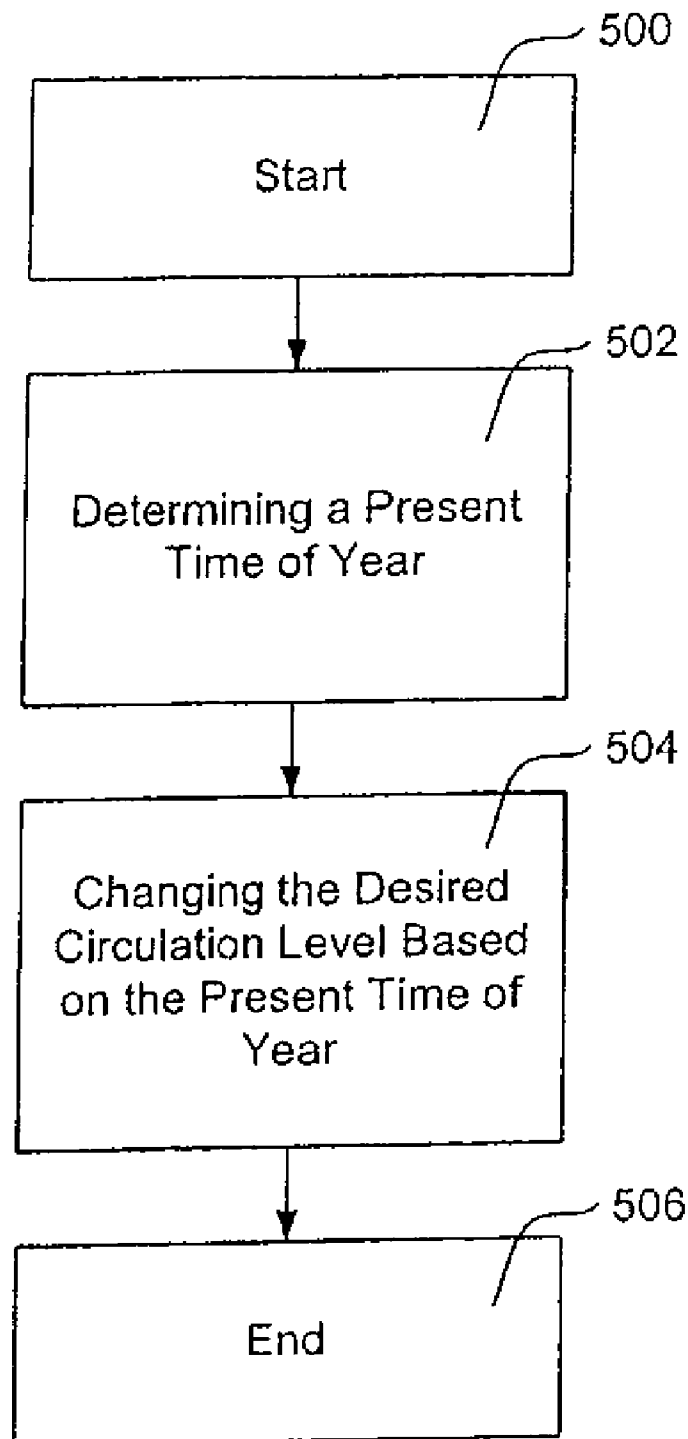 500
Start
502
Determining a Present
Time of Year
504
Changing the Desired
Circulation Level Based
on the Present Time of
Year
506
End